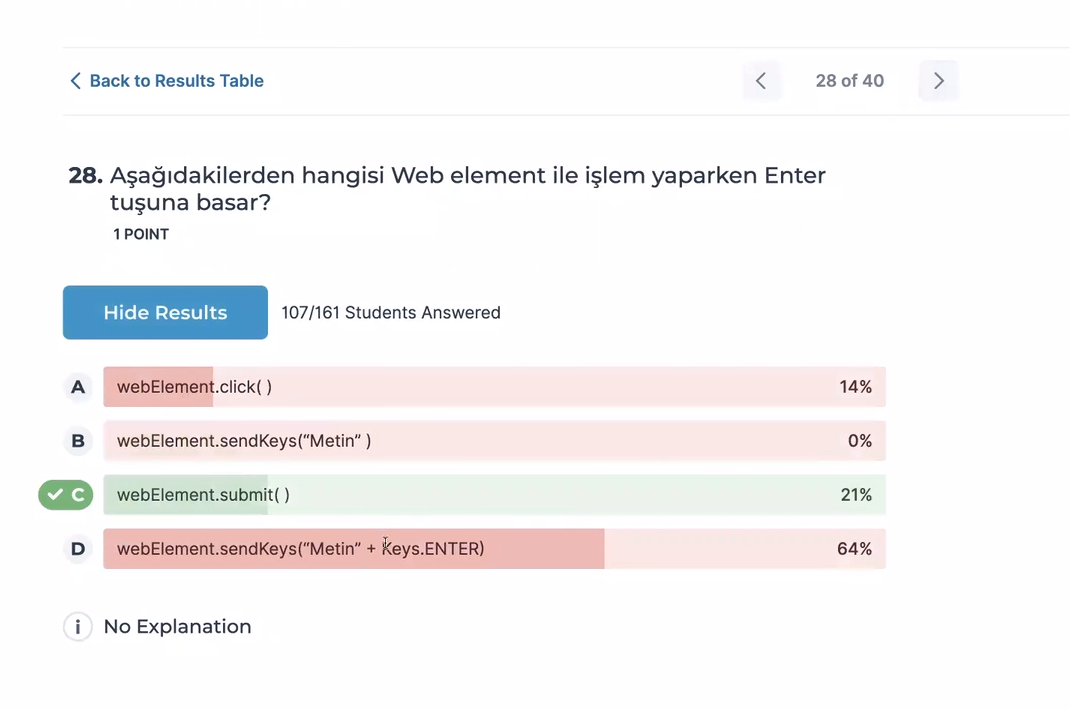 Back to Results Table
28 of 40
28. Aşağıdakilerden hangisi Web element ile işlem yaparken Enter
tuşuna basar?
1 POINT
Hide Results
107/161 Students Answered
A webElement.click( ) 14%
B webElement.sendKeys(“Metin” ) 0%
C webElement.submit( ) 21%
D webElement.sendKeys(“Metin” + Keys.ENTER) 64%
i No Explanation